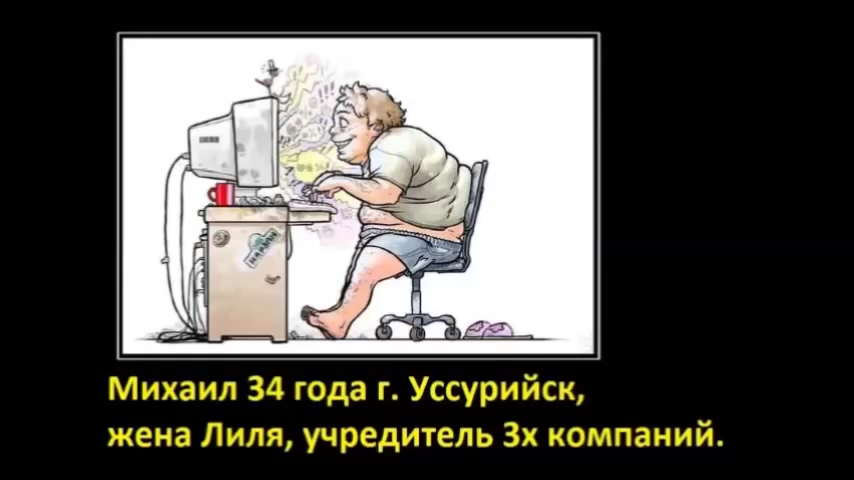 Михаил 34 года г. Уссурийск,
жена Лиля, учредитель 3х компаний.